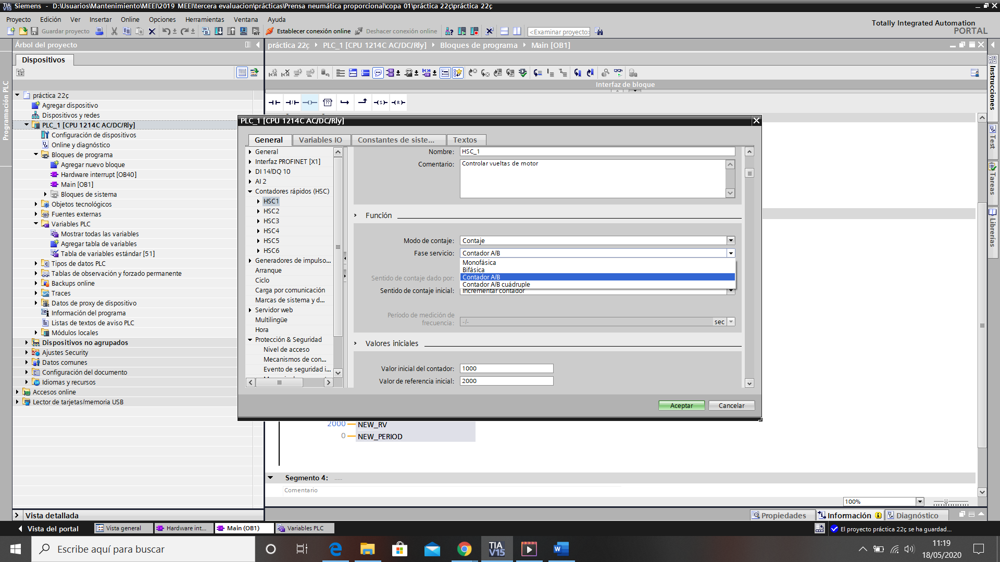 TIA V15 Siemens - D:\Usuarios\Mantenimiento\MEEI\2019 MEEI\tercera evaluacion\prácticas\Prensa neumática proporcional\copa 01\práctica 22ç\práctica 22ç
Proyecto Edición Ver Insertar Online Opciones Herramientas Ventana Ayuda
Totally Integrated Automation
PORTAL
Guardar proyecto
Establecer conexión online
Deshacer conexión online
<Examinar proyecto>
Árbol del proyecto
práctica 22ç PLC_1 [CPU 1214C AC/DC/Rly] Bloques de programa Main [OB1]
Dispositivos
Interfaz de bloque
Programación PLC
práctica 22ç
Agregar dispositivo
Dispositivos y redes
PLC_1 [CPU 1214C AC/DC/Rly]
Configuración de dispositivos
Online y diagnóstico
Bloques de programa
Agregar nuevo bloque
Hardware interrupt [OB40]
Main [OB1]
Bloques de sistema
Objetos tecnológicos
Fuentes externas
Variables PLC
Mostrar todas las variables
Agregar tabla de variables
Tabla de variables estándar [51]
Tipos de datos PLC
Tablas de observación y forzado permanente
Backups online
Traces
Datos de proxy de dispositivo
Información del programa
Listas de textos de aviso PLC
Módulos locales
Dispositivos no agrupados
Ajustes Security
Datos comunes
Configuración del documento
Idiomas y recursos
Accesos online
Lector de tarjetas/memoria USB
Vista detallada
PLC_1 [CPU 1214C AC/DC/Rly]
General Variables IO Constantes de siste... Textos
General
Interfaz PROFINET [X1]
DI 14/DQ 10
AI 2
Contadores rápidos (HSC)
HSC1
HSC2
HSC3
HSC4
HSC5
HSC6
Generadores de impulso...
Arranque
Ciclo
Carga por comunicación
Marcas de sistema y d...
Servidor web
Multilingüe
Hora
Protección & Seguridad
Nivel de acceso
Mecanismos de con...
Evento de seguridad i...
Nombre: HSC_1
Comentario: Controlar vueltas de motor
Función
Modo de contaje: Contaje
Fase servicio: Contador A/B
Monofásica
Bifásica
Contador A/B
Contador A/B cuádruple
Sentido de contaje dado por:
Sentido de contaje inicial: Incrementar contador
Período de medición de
frecuencia: -/- sec
Valores iniciales
Valor inicial del contador: 1000
Valor de referencia inicial: 2000
Aceptar Cancelar
2000 NEW_RV
0 NEW_PERIOD
Segmento 4: .....
Comentario
100%
Propiedades Información Diagnóstico
Instrucciones
Test
Tareas
Librerías
Vista del portal Vista general Hardware int... Main (OB1) Variables PLC
El proyecto práctica 22ç se ha guardad...
Escribe aquí para buscar
TIA V15
11:19
18/05/2020